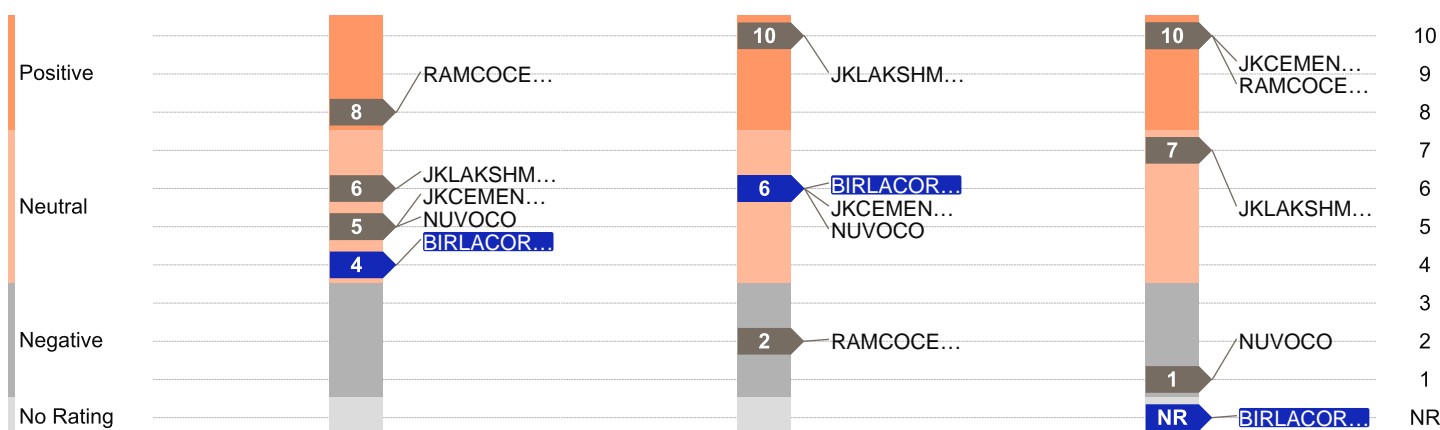 Positive
Neutral
Negative
No Rating
8
RAMCOCE...
6
JKLAKSHM...
JKCEMEN...
5
NUVOCO
BIRLACOR...
4
10
JKLAKSHM...
6
BIRLACOR...
JKCEMEN...
NUVOCO
2
RAMCOCE...
10
JKCEMEN...
RAMCOCE...
7
JKLAKSHM...
NUVOCO
1
NR
BIRLACOR...
10
9
8
7
6
5
4
3
2
1
NR